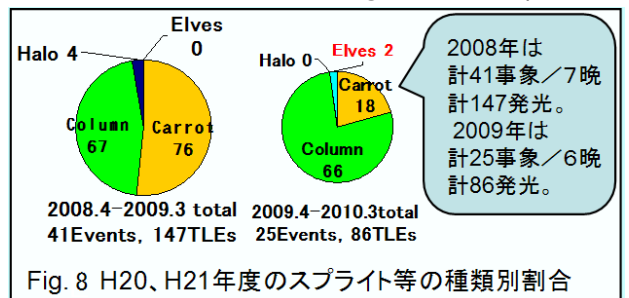 Elves
0
Halo 4
Column
67
Carrot
76
2008.4-2009.3 total
41Events, 147TLEs
Halo 0
Elves 2
Carrot
18
Column
66
2009.4-2010.3total
25Events, 86TLEs
2008年は
計41事象／7晩
計147発光。
2009年は
計25事象／6晩
計86発光。
Fig. 8 H20、H21年度のスプライト等の種類別割合